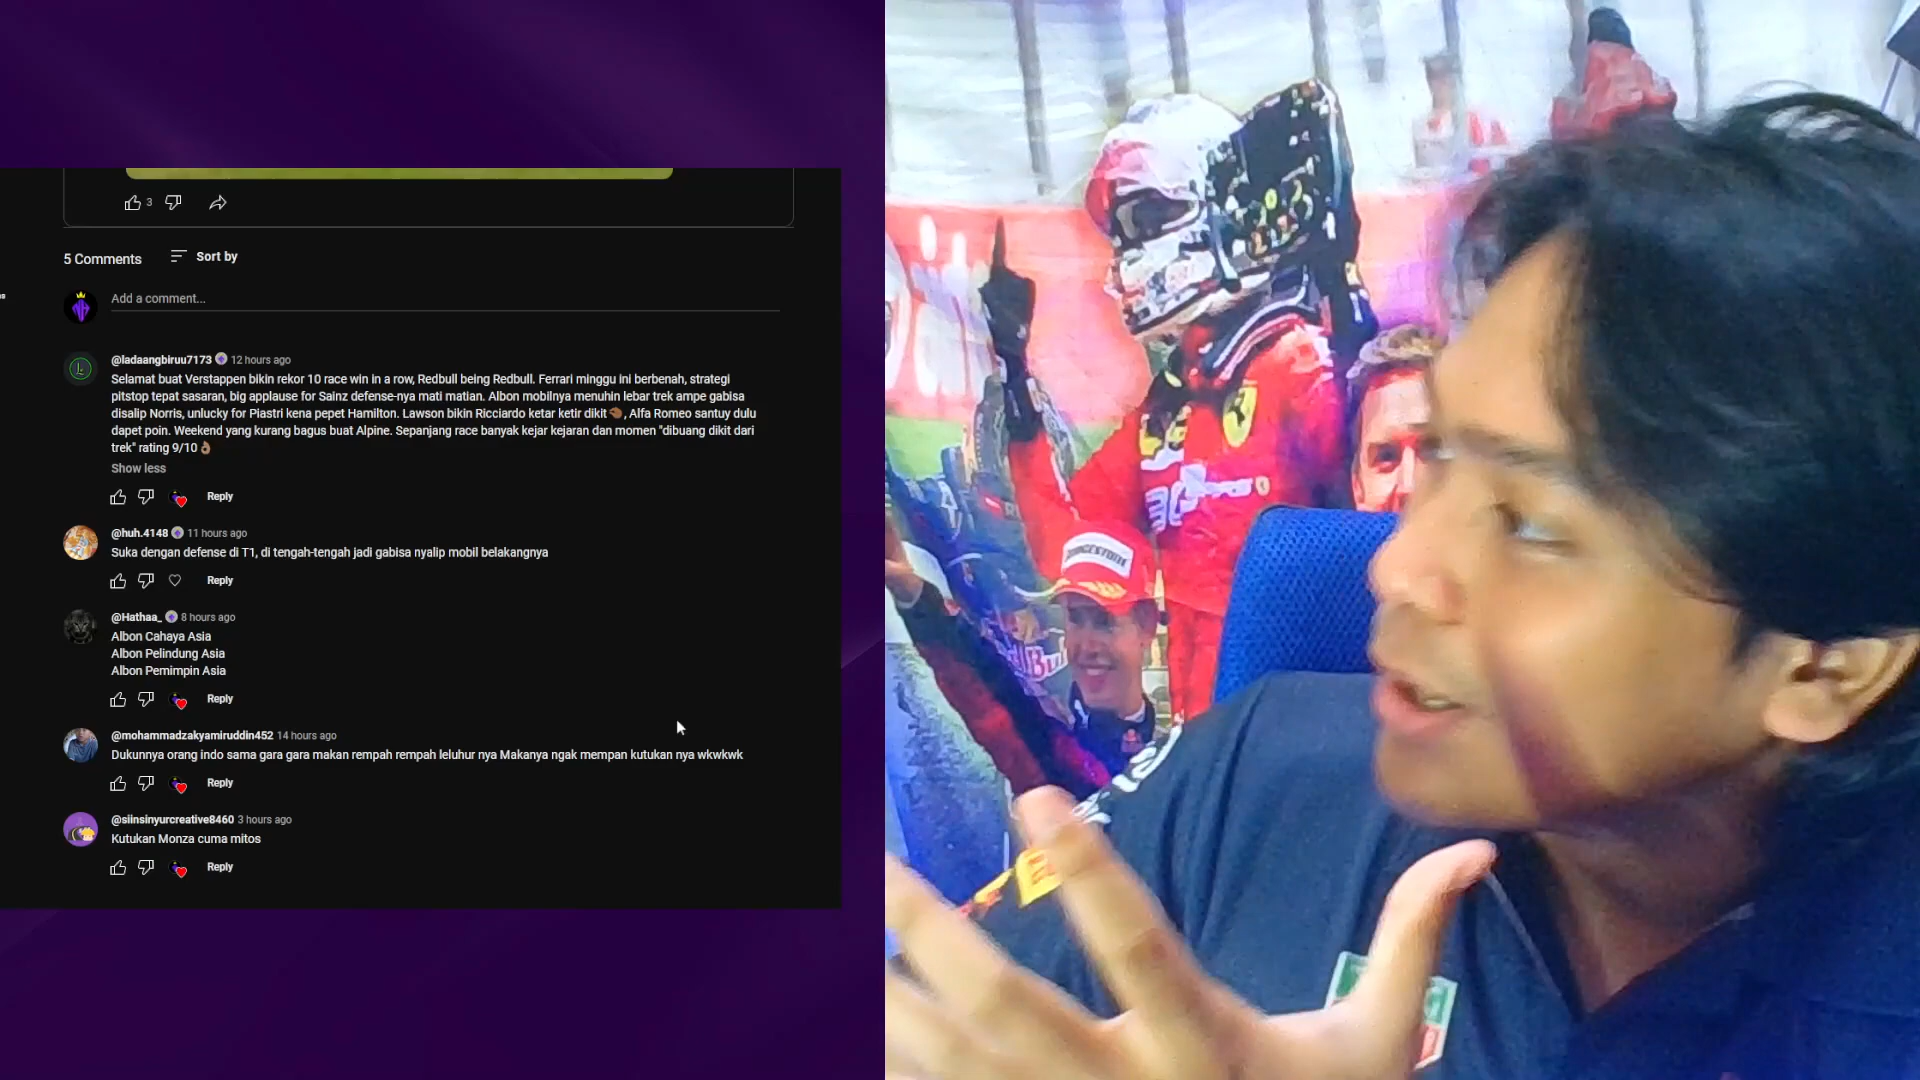 3
5 Comments
Sort by
Add a comment...
@ladaangbiruu7173 12 hours ago
Selamat buat Verstappen bikin rekor 10 race win in a row, Redbull being Redbull. Ferrari minggu ini berbenah, strategi
pitstop tepat sasaran, big applause for Sainz defense-nya mati matian. Albon mobilnya menuhin lebar trek ampe gabisa
disalip Norris, unlucky for Piastri kena pepet Hamilton. Lawson bikin Ricciardo ketar ketir dikit🤏🏾, Alfa Romeo santuy dulu
dapet poin. Weekend yang kurang bagus buat Alpine. Sepanjang race banyak kejar kejaran dan momen "dibuang dikit dari
trek" rating 9/10👌🏽
Show less
Reply
@huh.4148 11 hours ago
Suka dengan defense di T1, di tengah-tengah jadi gabisa nyalip mobil belakangnya
Reply
@Hathaa_ 8 hours ago
Albon Cahaya Asia
Albon Pelindung Asia
Albon Pemimpin Asia
Reply
@mohammadzakyamiruddin452 14 hours ago
Dukunnya orang indo sama gara gara makan rempah rempah leluhur nya Makanya ngak mempan kutukan nya wkwkwk
Reply
@siinsinyurcreative8460 3 hours ago
Kutukan Monza cuma mitos
Reply
BRIDGESTONE